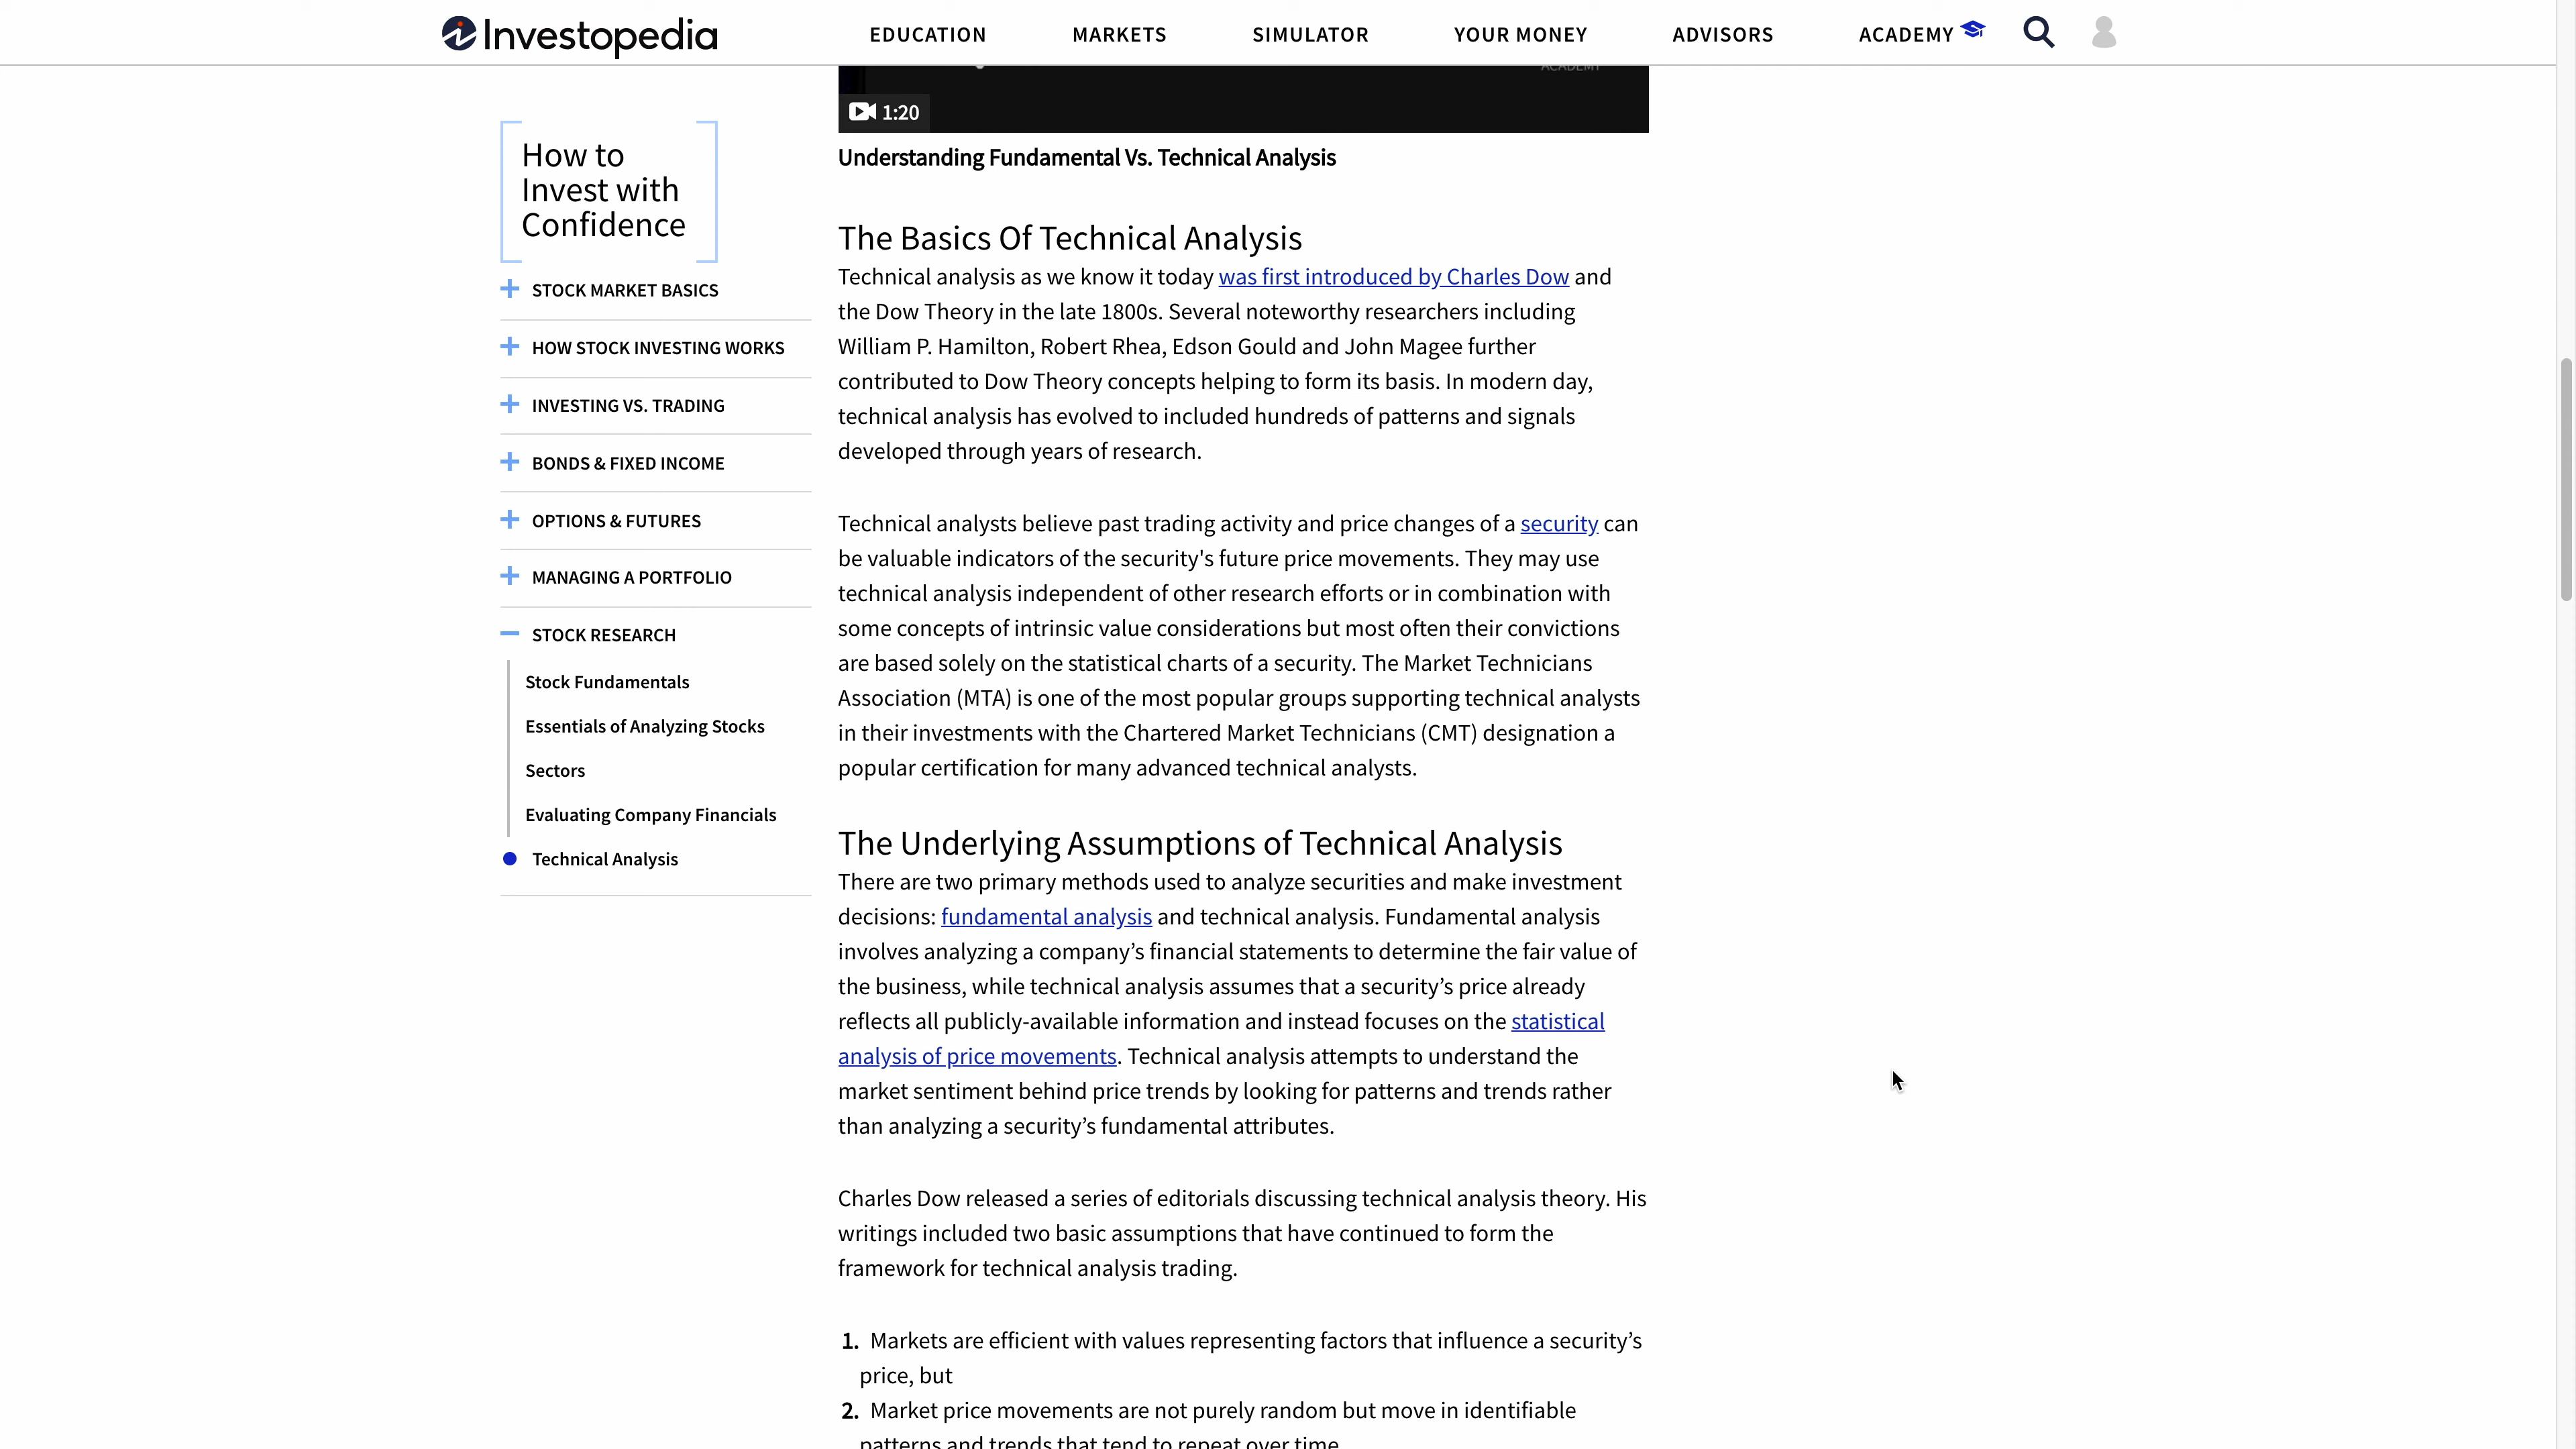 Investopedia
EDUCATION
MARKETS
SIMULATOR
YOUR MONEY
ADVISORS
ACADEMY
ACADEMY
1:20
Understanding Fundamental Vs. Technical Analysis
How to
Invest with
Confidence
STOCK MARKET BASICS
HOW STOCK INVESTING WORKS
INVESTING VS. TRADING
BONDS & FIXED INCOME
OPTIONS & FUTURES
MANAGING A PORTFOLIO
STOCK RESEARCH
Stock Fundamentals
Essentials of Analyzing Stocks
Sectors
Evaluating Company Financials
Technical Analysis
The Basics Of Technical Analysis
Technical analysis as we know it today was first introduced by Charles Dow and
the Dow Theory in the late 1800s. Several noteworthy researchers including
William P. Hamilton, Robert Rhea, Edson Gould and John Magee further
contributed to Dow Theory concepts helping to form its basis. In modern day,
technical analysis has evolved to included hundreds of patterns and signals
developed through years of research.
Technical analysts believe past trading activity and price changes of a security can
be valuable indicators of the security's future price movements. They may use
technical analysis independent of other research efforts or in combination with
some concepts of intrinsic value considerations but most often their convictions
are based solely on the statistical charts of a security. The Market Technicians
Association (MTA) is one of the most popular groups supporting technical analysts
in their investments with the Chartered Market Technicians (CMT) designation a
popular certification for many advanced technical analysts.
The Underlying Assumptions of Technical Analysis
There are two primary methods used to analyze securities and make investment
decisions: fundamental analysis and technical analysis. Fundamental analysis
involves analyzing a company’s financial statements to determine the fair value of
the business, while technical analysis assumes that a security’s price already
reflects all publicly-available information and instead focuses on the statistical
analysis of price movements. Technical analysis attempts to understand the
market sentiment behind price trends by looking for patterns and trends rather
than analyzing a security’s fundamental attributes.
Charles Dow released a series of editorials discussing technical analysis theory. His
writings included two basic assumptions that have continued to form the
framework for technical analysis trading.
1. Markets are efficient with values representing factors that influence a security’s
price, but
2. Market price movements are not purely random but move in identifiable
patterns and trends that tend to repeat over time.